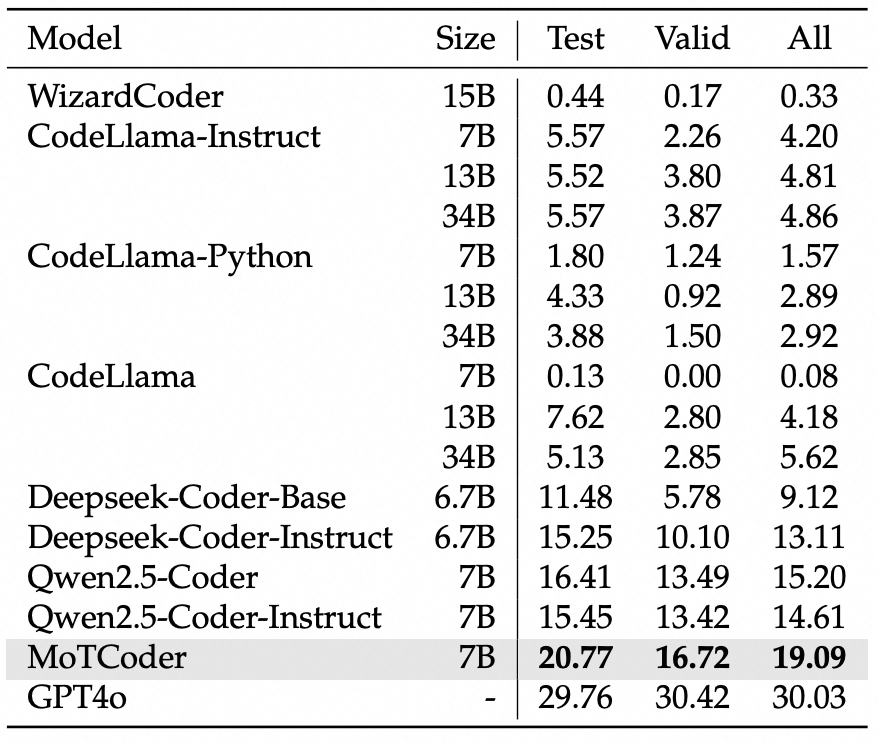 Model Size Test Valid All
WizardCoder 15B 0.44 0.17 0.33
CodeLlama-Instruct 7B 5.57 2.26 4.20
13B 5.52 3.80 4.81
34B 5.57 3.87 4.86
CodeLlama-Python 7B 1.80 1.24 1.57
13B 4.33 0.92 2.89
34B 3.88 1.50 2.92
CodeLlama 7B 0.13 0.00 0.08
13B 7.62 2.80 4.18
34B 5.13 2.85 5.62
Deepseek-Coder-Base 6.7B 11.48 5.78 9.12
Deepseek-Coder-Instruct 6.7B 15.25 10.10 13.11
Qwen2.5-Coder 7B 16.41 13.49 15.20
Qwen2.5-Coder-Instruct 7B 15.45 13.42 14.61
MoTCoder 7B 20.77 16.72 19.09
GPT4o - 29.76 30.42 30.03